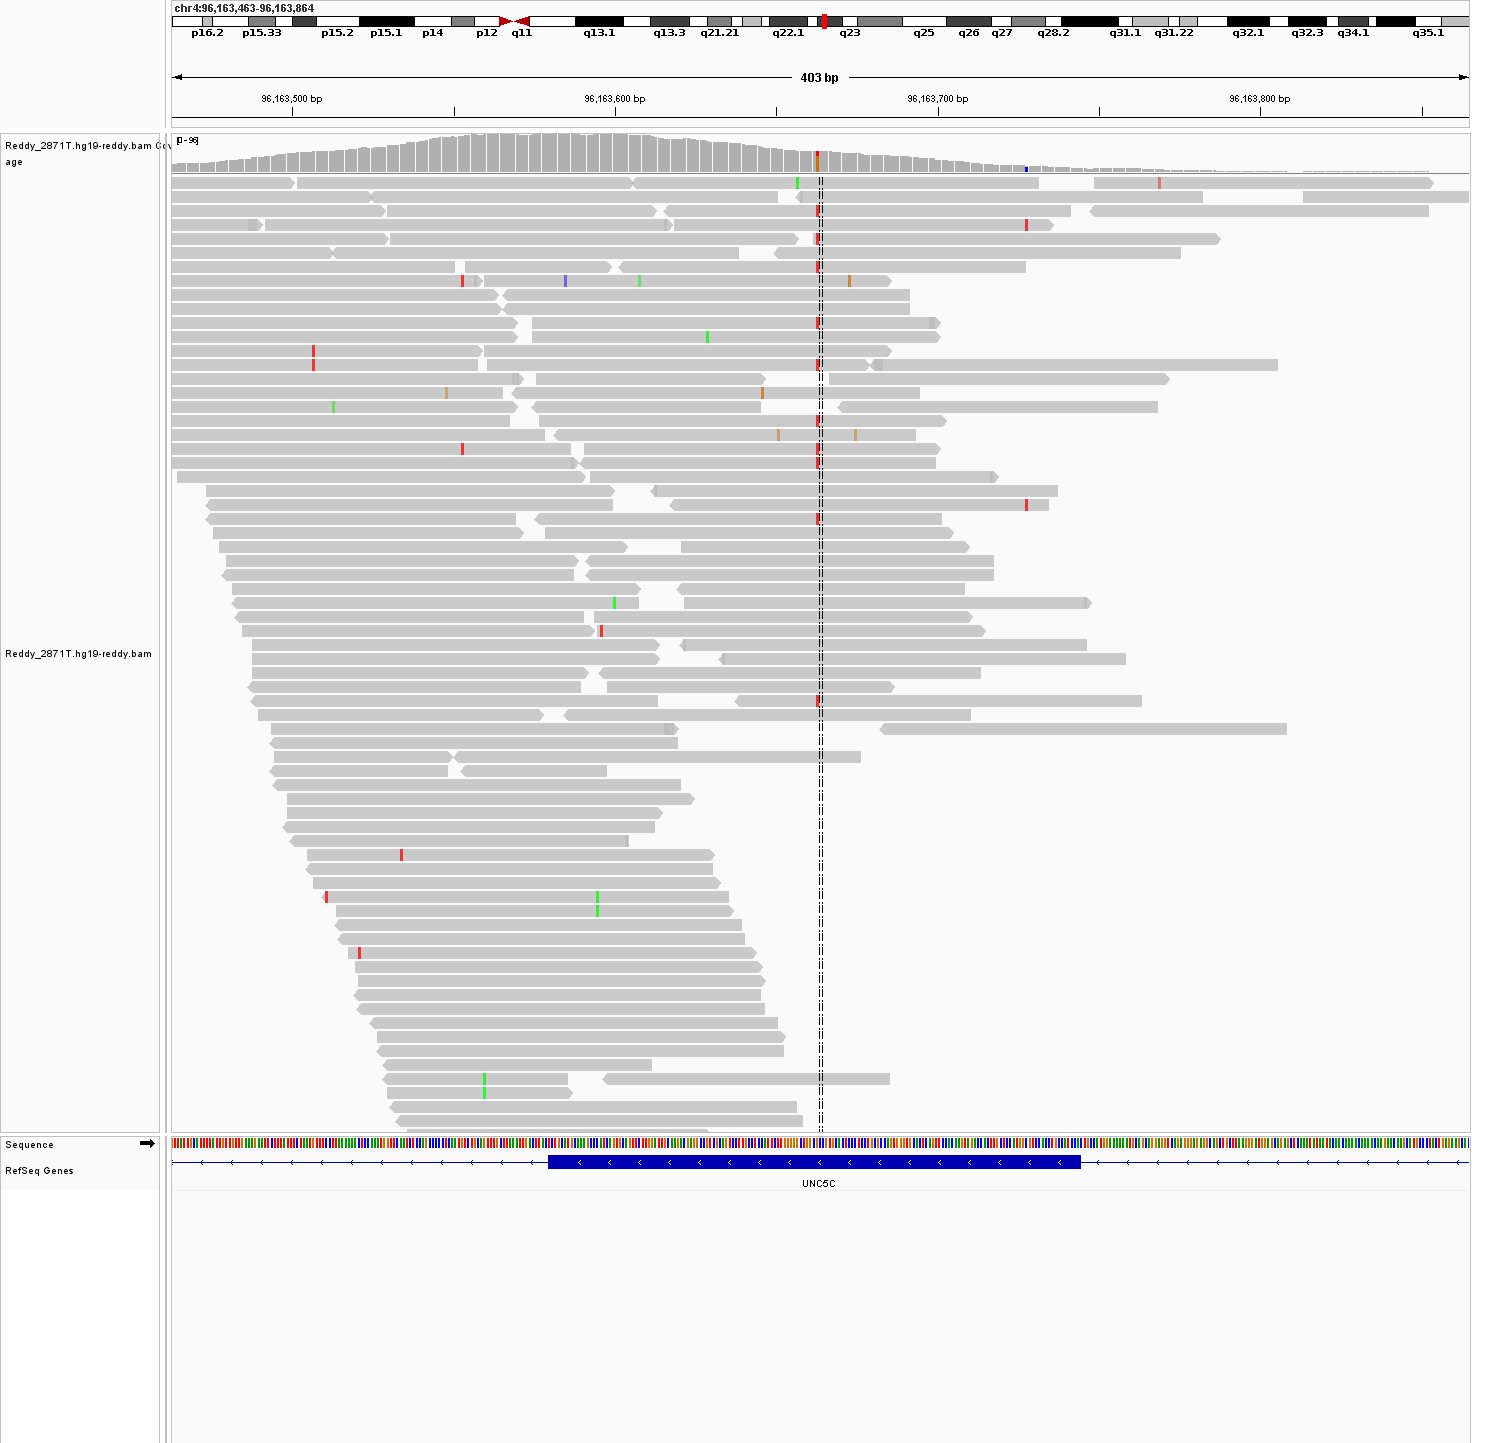 chr4:96,163,463-96,163,864
p16.2 p15.33 p15.2 p15.1 p14 p12 q11 q13.1 q13.3 q21.21 q22.1 q23 q25 q26 q27 q28.2 q31.1 q31.22 q32.1 q32.3 q34.1 q35.1
403 bp
96,163,500 bp 96,163,600 bp 96,163,700 bp 96,163,800 bp
[0-96]
Reddy_2871T.hg19-reddy.bam Cov
age
Reddy_2871T.hg19-reddy.bam
Sequence
RefSeq Genes
UNC5C